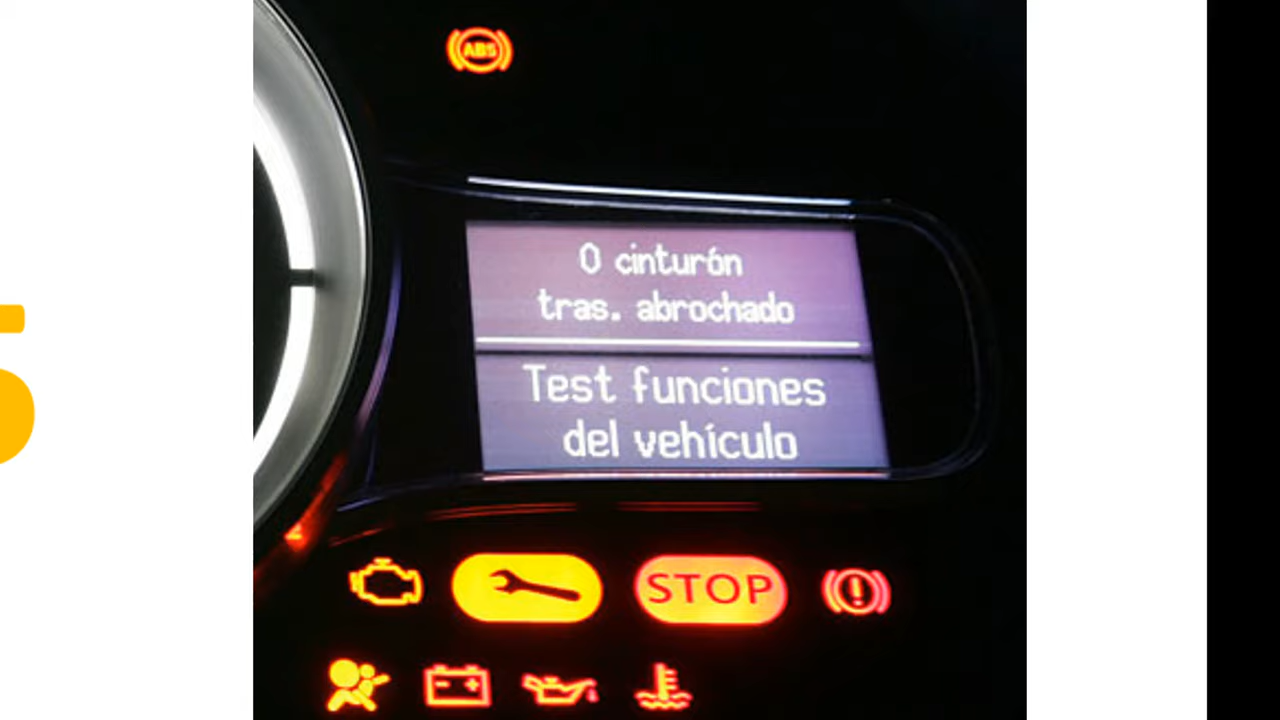 ABS
0 cinturón
tras. abrochado
Test funciones
del vehículo
STOP